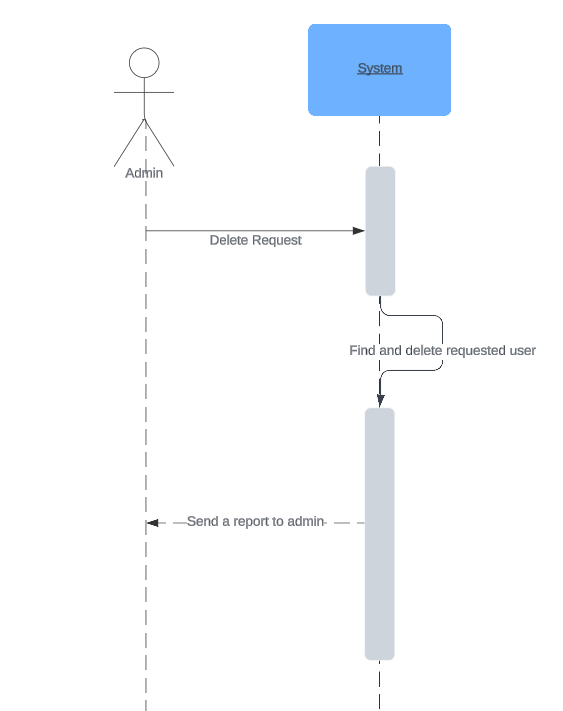 System
Admin
Delete Request
Find and delete requested user
Send a report to admin